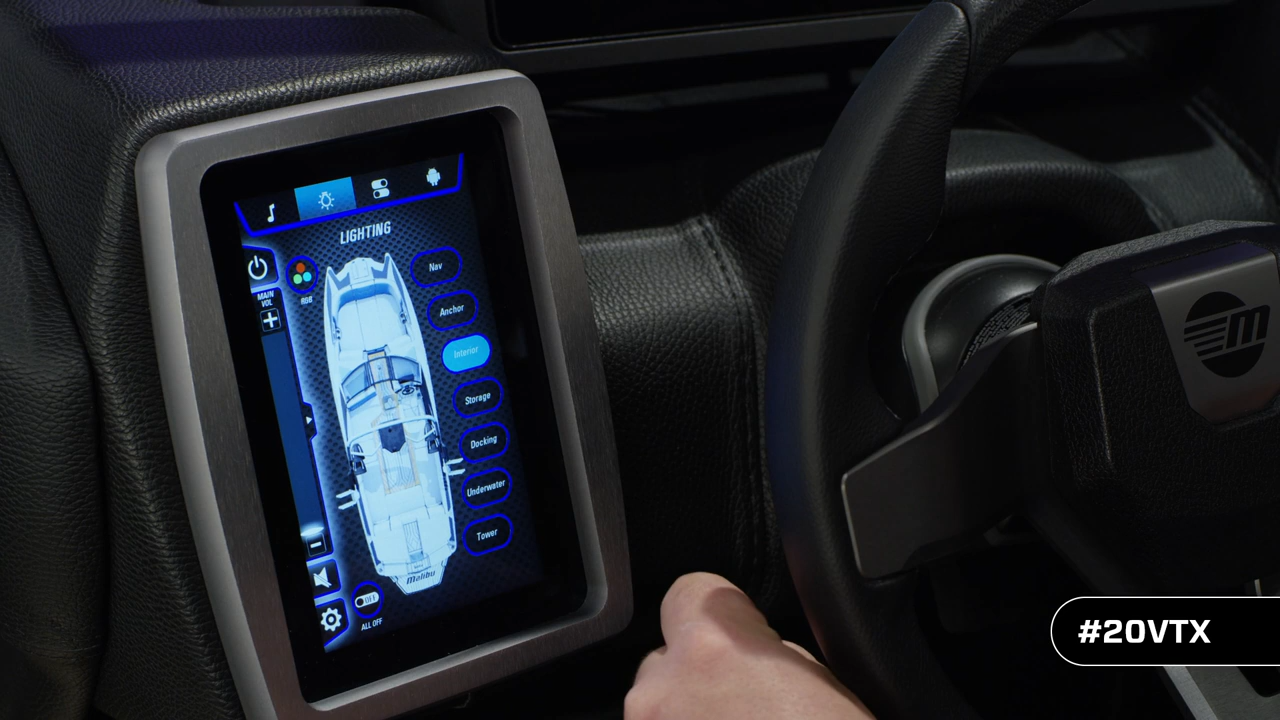 LIGHTING
RGB
MAIN
VOL
Nav
Anchor
Interior
Storage
Docking
Underwater
Tower
Malibu
OFF
ALL OFF
m
#20VTX